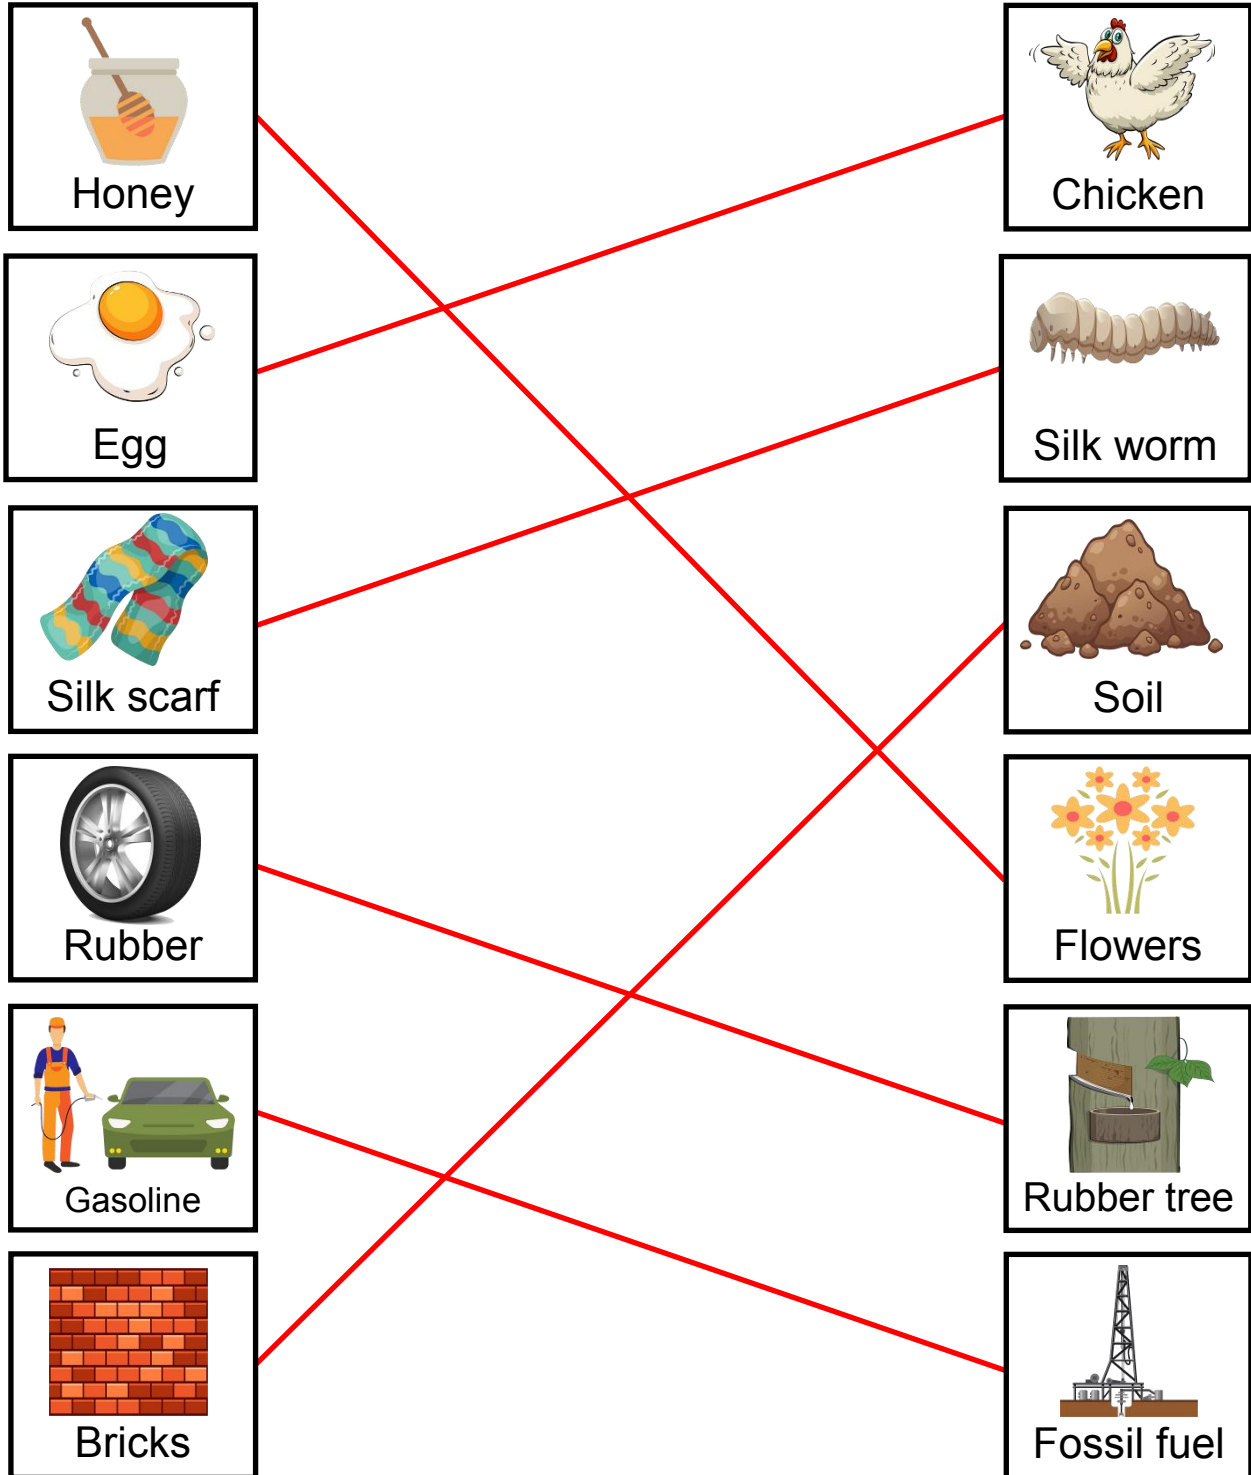 Honey
Chicken
Egg
Silk worm
Silk scarf
Soil
Rubber
Flowers
Gasoline
Rubber tree
Bricks
Fossil fuel